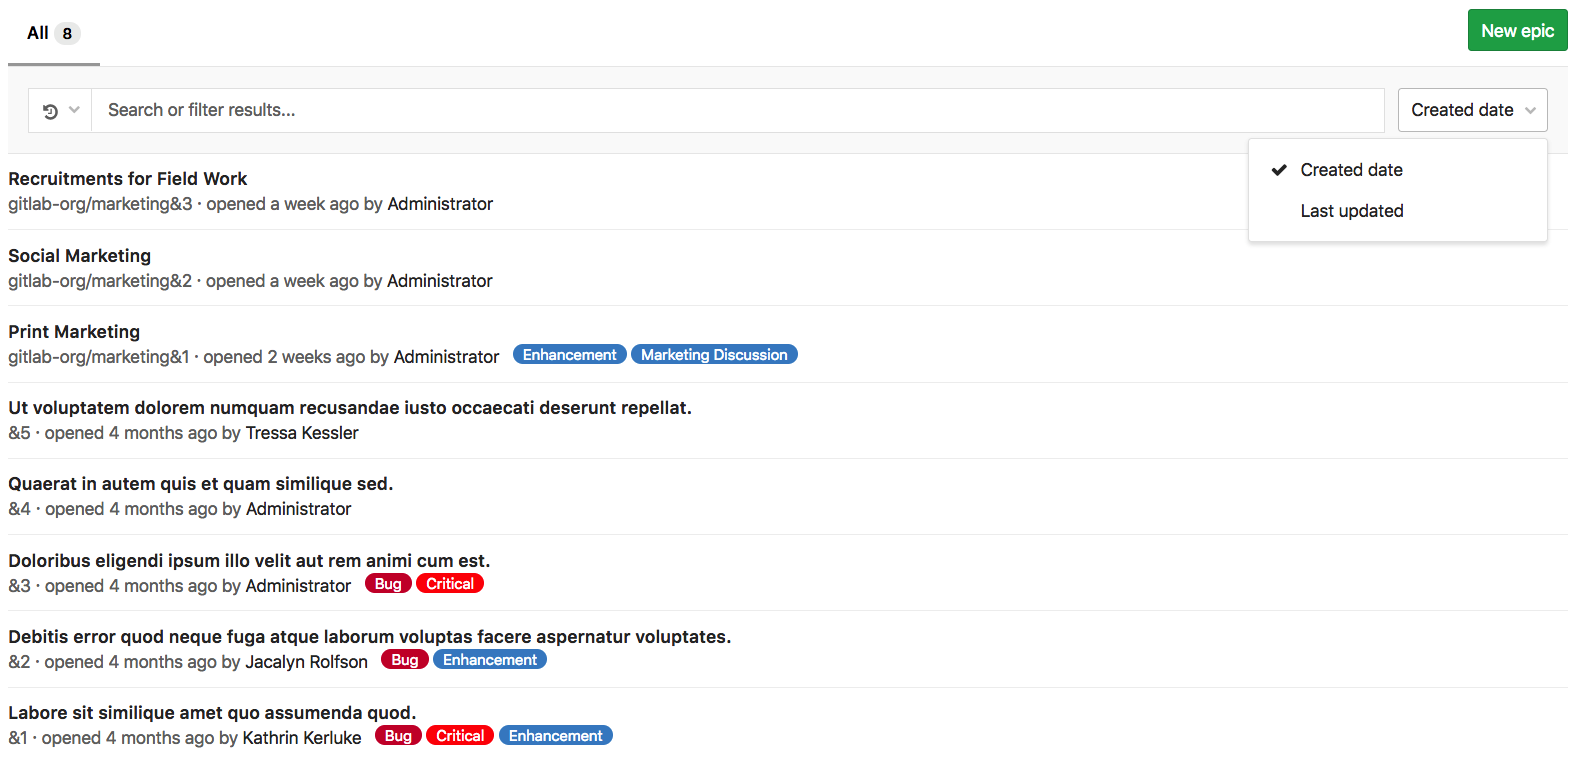 All 8
New epic
Search or filter results...
Created date
Created date
Last updated
Recruitments for Field Work
gitlab-org/marketing&3 · opened a week ago by Administrator
Social Marketing
gitlab-org/marketing&2 · opened a week ago by Administrator
Print Marketing
gitlab-org/marketing&1 · opened 2 weeks ago by Administrator Enhancement Marketing Discussion
Ut voluptatem dolorem numquam recusandae iusto occaecati deserunt repellat.
&5 · opened 4 months ago by Tressa Kessler
Quaerat in autem quis et quam similique sed.
&4 · opened 4 months ago by Administrator
Doloribus eligendi ipsum illo velit aut rem animi cum est.
&3 · opened 4 months ago by Administrator Bug Critical
Debitis error quod neque fuga atque laborum voluptas facere aspernatur voluptates.
&2 · opened 4 months ago by Jacalyn Rolfson Bug Enhancement
Labore sit similique amet quo assumenda quod.
&1 · opened 4 months ago by Kathrin Kerluke Bug Critical Enhancement